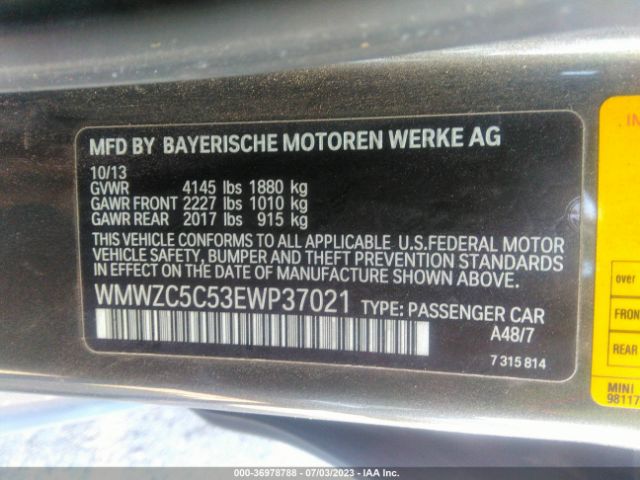 MFD BY BAYERISCHE MOTOREN WERKE AG
10/13
GVWR 4145 lbs 1880 kg
GAWR FRONT 2227 lbs 1010 kg
GAWR REAR 2017 lbs 915 kg
THIS VEHICLE CONFORMS TO ALL APPLICABLE U.S.FEDERAL MOTOR
VEHICLE SAFETY, BUMPER AND THEFT PREVENTION STANDARDS
IN EFFECT ON THE DATE OF MANUFACTURE SHOWN ABOVE.
WMWZC5C53EWP37021 TYPE: PASSENGER CAR
A48/7
7 315 814
over
FRON
REAR
MINI
98117
000-36978788 - 07/03/2023 - IAA Inc.